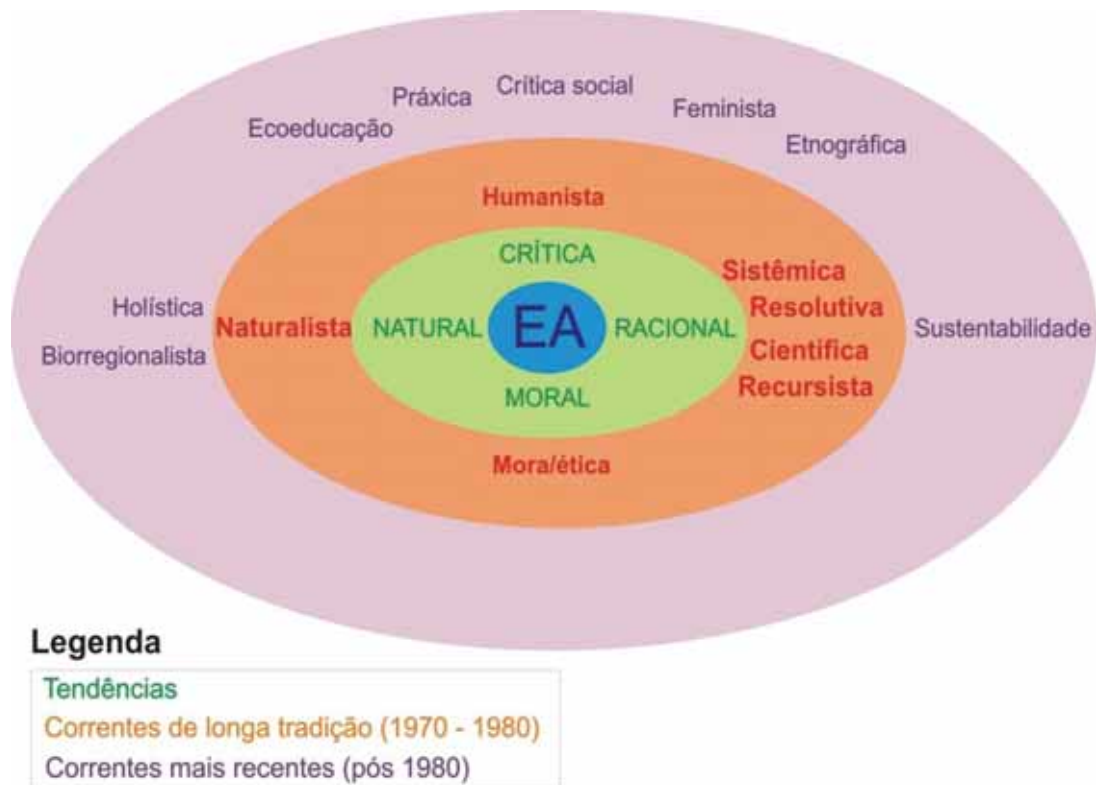 Crítica social
Práxica
Feminista
Ecoeducação
Etnográfica
Humanista
CRÍTICA
Sistêmica
Holística
Resolutiva
Naturalista
NATURAL
EA
RACIONAL
Sustentabilidade
Biorregionalista
Científica
Recursista
MORAL
Mora/ética
Legenda
Tendências
Correntes de longa tradição (1970 - 1980)
Correntes mais recentes (pós 1980)